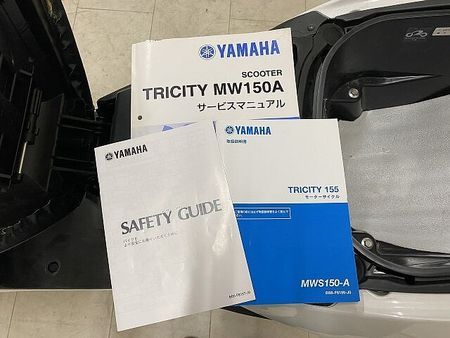 YAMAHA
SCOOTER
TRICITY MW150A
サービスマニュアル
YAMAHA
SAFETY GUIDE
YAMAHA
取扱説明書
TRICITY 155
モーターサイクル
MWS150-A